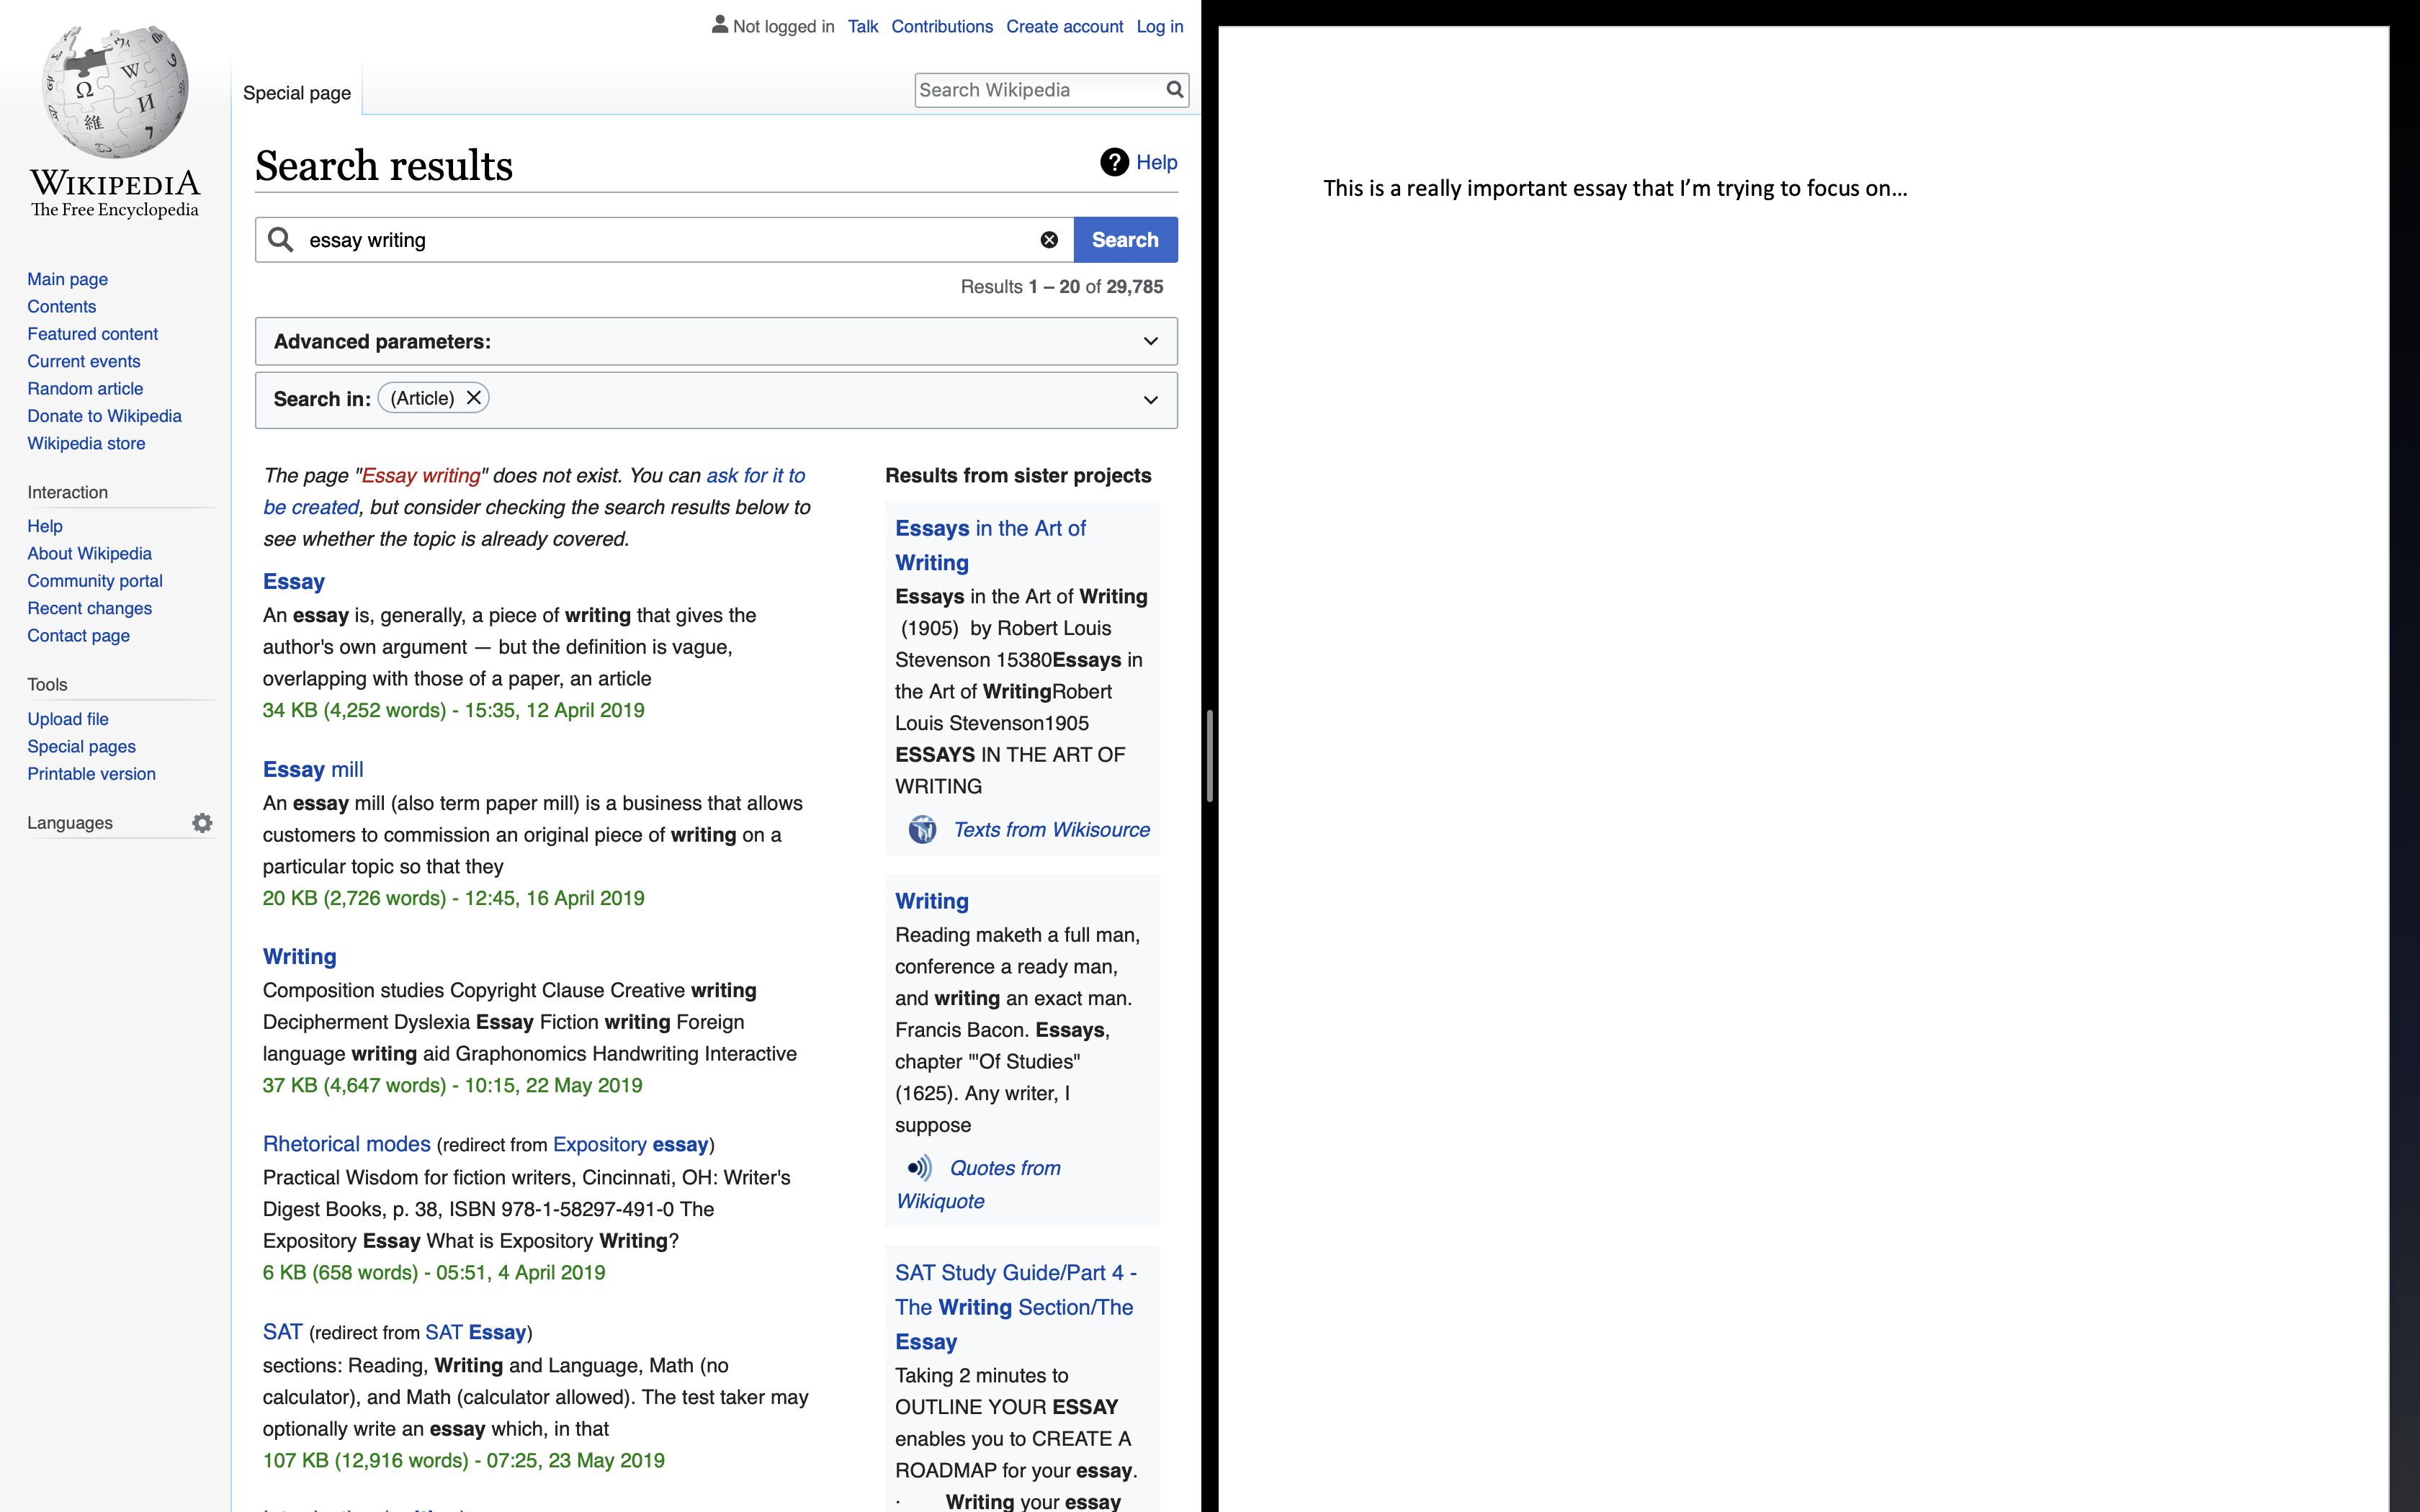 Not logged in Talk Contributions Create account Log in
Special page
Search Wikipedia
WIKIPEDIA
The Free Encyclopedia
Main page
Contents
Featured content
Current events
Random article
Donate to Wikipedia
Wikipedia store
Interaction
Help
About Wikipedia
Community portal
Recent changes
Contact page
Tools
Upload file
Special pages
Printable version
Languages
Search results
Help
essay writing
Search
Results 1 – 20 of 29,785
Advanced parameters:
Search in: (Article)
The page "Essay writing" does not exist. You can ask for it to
be created, but consider checking the search results below to
see whether the topic is already covered.
Essay
An essay is, generally, a piece of writing that gives the
author's own argument — but the definition is vague,
overlapping with those of a paper, an article
34 KB (4,252 words) - 15:35, 12 April 2019
Essay mill
An essay mill (also term paper mill) is a business that allows
customers to commission an original piece of writing on a
particular topic so that they
20 KB (2,726 words) - 12:45, 16 April 2019
Writing
Composition studies Copyright Clause Creative writing
Decipherment Dyslexia Essay Fiction writing Foreign
language writing aid Graphonomics Handwriting Interactive
37 KB (4,647 words) - 10:15, 22 May 2019
Rhetorical modes (redirect from Expository essay)
Practical Wisdom for fiction writers, Cincinnati, OH: Writer's
Digest Books, p. 38, ISBN 978-1-58297-491-0 The
Expository Essay What is Expository Writing?
6 KB (658 words) - 05:51, 4 April 2019
SAT (redirect from SAT Essay)
sections: Reading, Writing and Language, Math (no
calculator), and Math (calculator allowed). The test taker may
optionally write an essay which, in that
107 KB (12,916 words) - 07:25, 23 May 2019
Results from sister projects
Essays in the Art of
Writing
Essays in the Art of Writing
(1905) by Robert Louis
Stevenson 15380Essays in
the Art of WritingRobert
Louis Stevenson1905
ESSAYS IN THE ART OF
WRITING
Texts from Wikisource
Writing
Reading maketh a full man,
conference a ready man,
and writing an exact man.
Francis Bacon. Essays,
chapter "'Of Studies"
(1625). Any writer, I
suppose
Quotes from
Wikiquote
SAT Study Guide/Part 4 -
The Writing Section/The
Essay
Taking 2 minutes to
OUTLINE YOUR ESSAY
enables you to CREATE A
ROADMAP for your essay.
· Writing your essay
This is a really important essay that I’m trying to focus on…